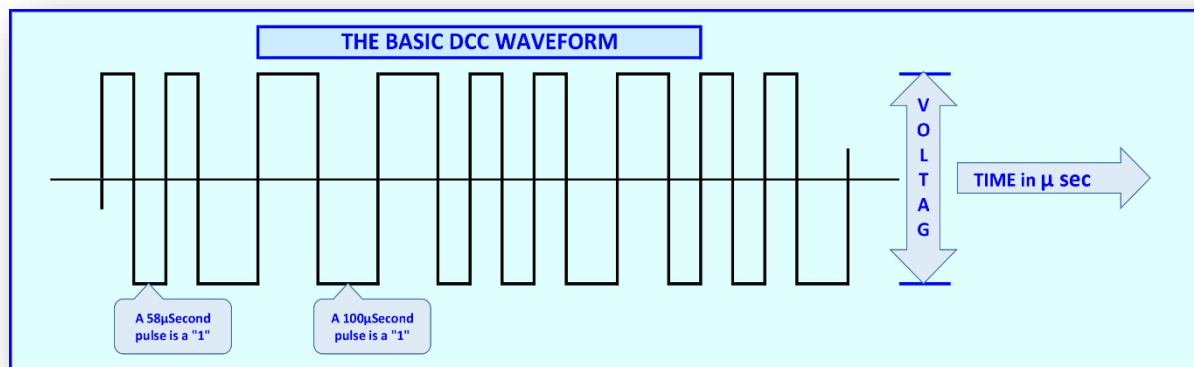 THE BASIC DCC WAVEFORM
V
O
L
T
A
G
TIME in µ sec
A 58µSecond
pulse is a "1"
A 100µSecond
pulse is a "1"